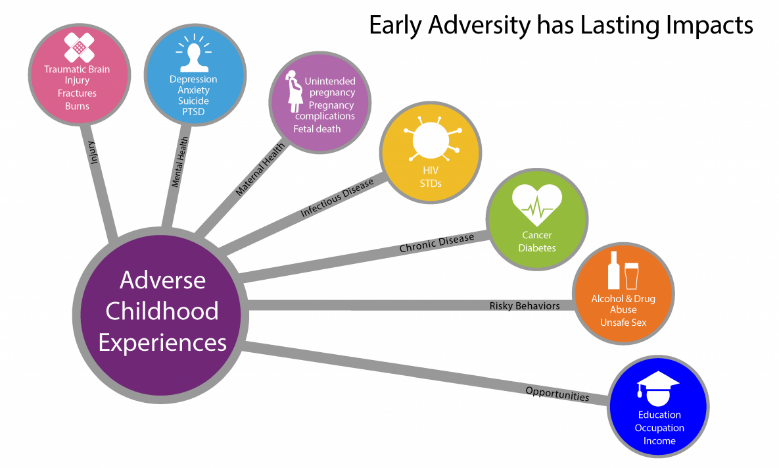 Early Adversity has Lasting Impacts
Traumatic Brain
Injury
Fractures
Burns
Injury
Depression
Anxiety
Suicide
PTSD
Mental Health
Unintended
pregnancy
Pregnancy
complications
Fetal death
Maternal Health
HIV
STDs
Infectious Disease
Cancer
Diabetes
Chronic Disease
Alcohol & Drug
Abuse
Unsafe Sex
Risky Behaviors
Education
Occupation
Income
Opportunities
Adverse
Childhood
Experiences